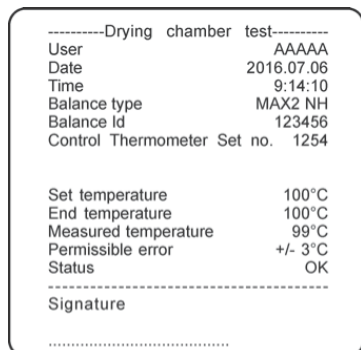 ----------Drying chamber test----------
User AAAAA
Date 2016.07.06
Time 9:14:10
Balance type MAX2 NH
Balance Id 123456
Control Thermometer Set no. 1254
Set temperature 100°C
End temperature 100°C
Measured temperature 99°C
Permissible error +/- 3°C
Status OK
----------------------------------------
Signature
........................................